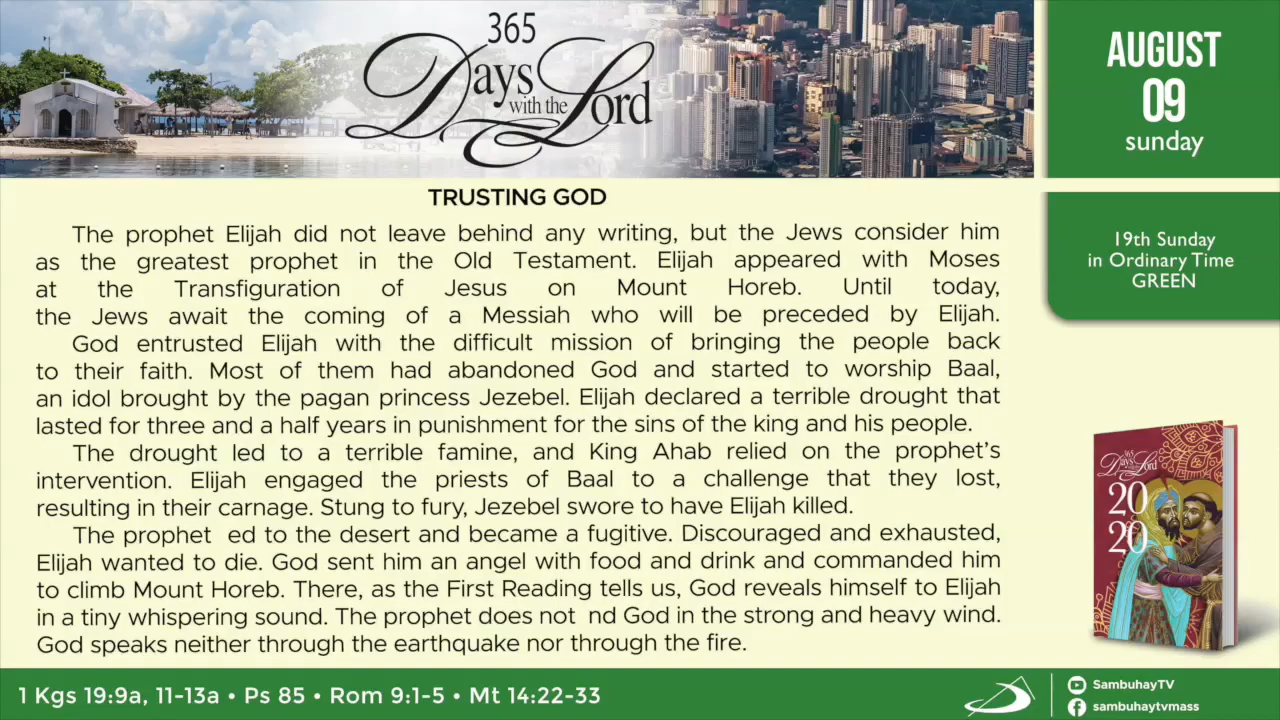 365
Days
with the
Lord
AUGUST
09
sunday
19th Sunday
in Ordinary Time
GREEN
TRUSTING GOD
The prophet Elijah did not leave behind any writing, but the Jews consider him
as the greatest prophet in the Old Testament. Elijah appeared with Moses
at the Transfiguration of Jesus on Mount Horeb. Until today,
the Jews await the coming of a Messiah who will be preceded by Elijah.
God entrusted Elijah with the difficult mission of bringing the people back
to their faith. Most of them had abandoned God and started to worship Baal,
an idol brought by the pagan princess Jezebel. Elijah declared a terrible drought that
lasted for three and a half years in punishment for the sins of the king and his people.
The drought led to a terrible famine, and King Ahab relied on the prophet's
intervention. Elijah engaged the priests of Baal to a challenge that they lost,
resulting in their carnage. Stung to fury, Jezebel swore to have Elijah killed.
The prophet ed to the desert and became a fugitive. Discouraged and exhausted,
Elijah wanted to die. God sent him an angel with food and drink and commanded him
to climb Mount Horeb. There, as the First Reading tells us, God reveals himself to Elijah
in a tiny whispering sound. The prophet does not nd God in the strong and heavy wind.
God speaks neither through the earthquake nor through the fire.
365
Days
with the
Lord
20
20
1 Kgs 19:9a, 11-13a • Ps 85 • Rom 9:1-5 • Mt 14:22-33
SambuhayTV
sambuhaytvmass